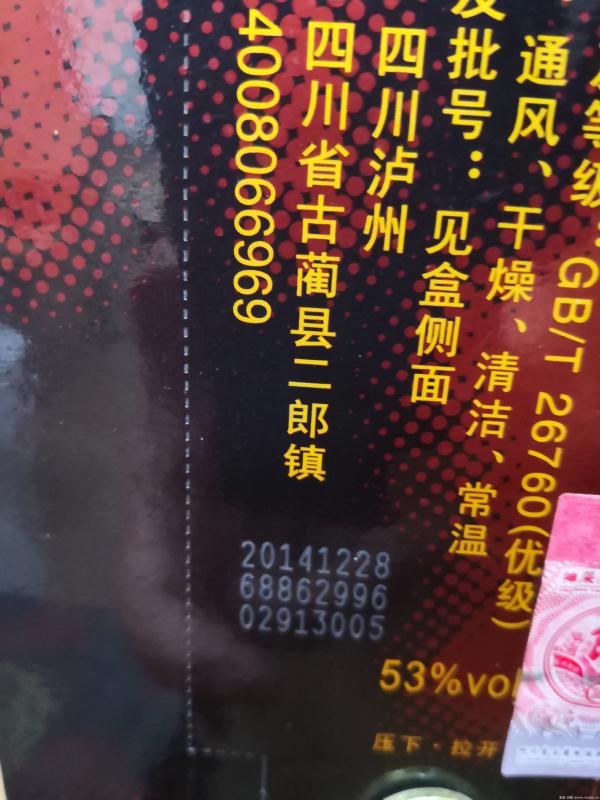 级：GB/T 26760(优级)
通风、干燥、清洁、常温
及批号：见盒侧面
四川泸州
四川省古蔺县二郎镇
4008066969
20141228
68862996
02913005
53%vol
压下·拉开